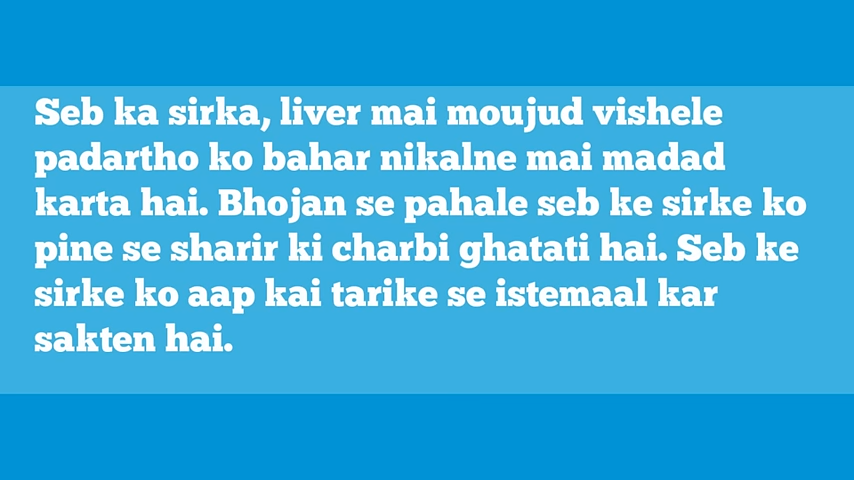 Seb ka sirka, liver mai moujud vishele
padartho ko bahar nikalne mai madad
karta hai. Bhojan se pahale seb ke sirke ko
pine se sharir ki charbi ghatati hai. Seb ke
sirke ko aap kai tarike se istemaal kar
sakten hai.